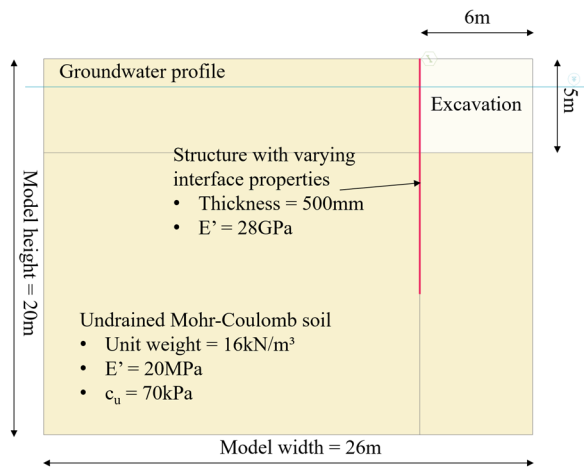 6m
Groundwater profile
Excavation
5m
Structure with varying
interface properties
• Thickness = 500mm
• E’ = 28GPa
Model height = 20m
Undrained Mohr-Coulomb soil
• Unit weight = 16kN/m³
• E’ = 20MPa
• cu = 70kPa
Model width = 26m